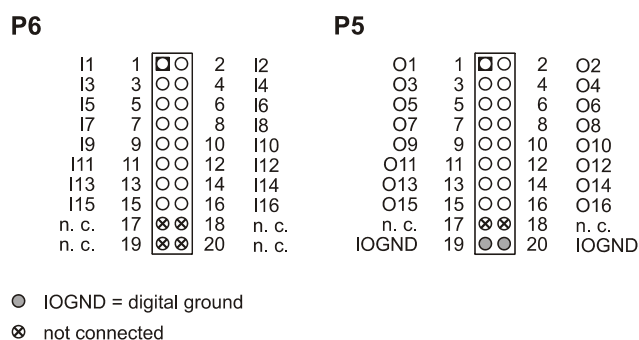 P6 P5
I1 1 2 I2 O1 1 2 O2
I3 3 4 I4 O3 3 4 O4
I5 5 6 I6 O5 5 6 O6
I7 7 8 I8 O7 7 8 O8
I9 9 10 I10 O9 9 10 O10
I11 11 12 I12 O11 11 12 O12
I13 13 14 I14 O13 13 14 O14
I15 15 16 I16 O15 15 16 O16
n. c. 17 18 n. c. n. c. 17 18 n. c.
n. c. 19 20 n. c. IOGND 19 20 IOGND
IOGND = digital ground
not connected